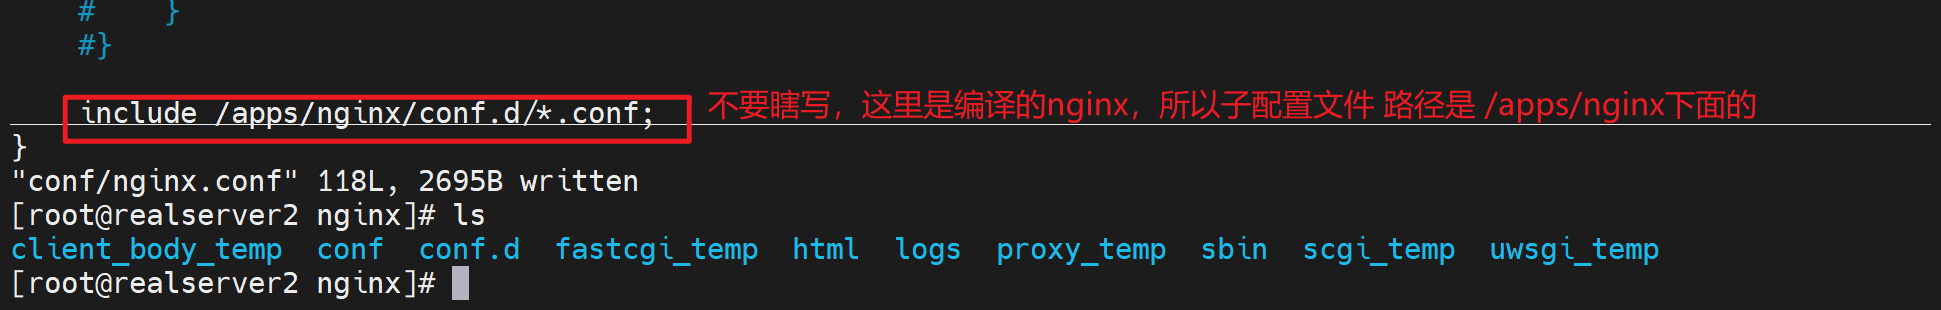 #    }
#}
include /apps/nginx/conf.d/*.conf; 不要瞎写，这里是编译的nginx，所以子配置文件 路径是 /apps/nginx下面的
}
"conf/nginx.conf" 118L, 2695B written
[root@realserver2 nginx]# ls
client_body_temp  conf  conf.d  fastcgi_temp  html  logs  proxy_temp  sbin  scgi_temp  uwsgi_temp
[root@realserver2 nginx]#